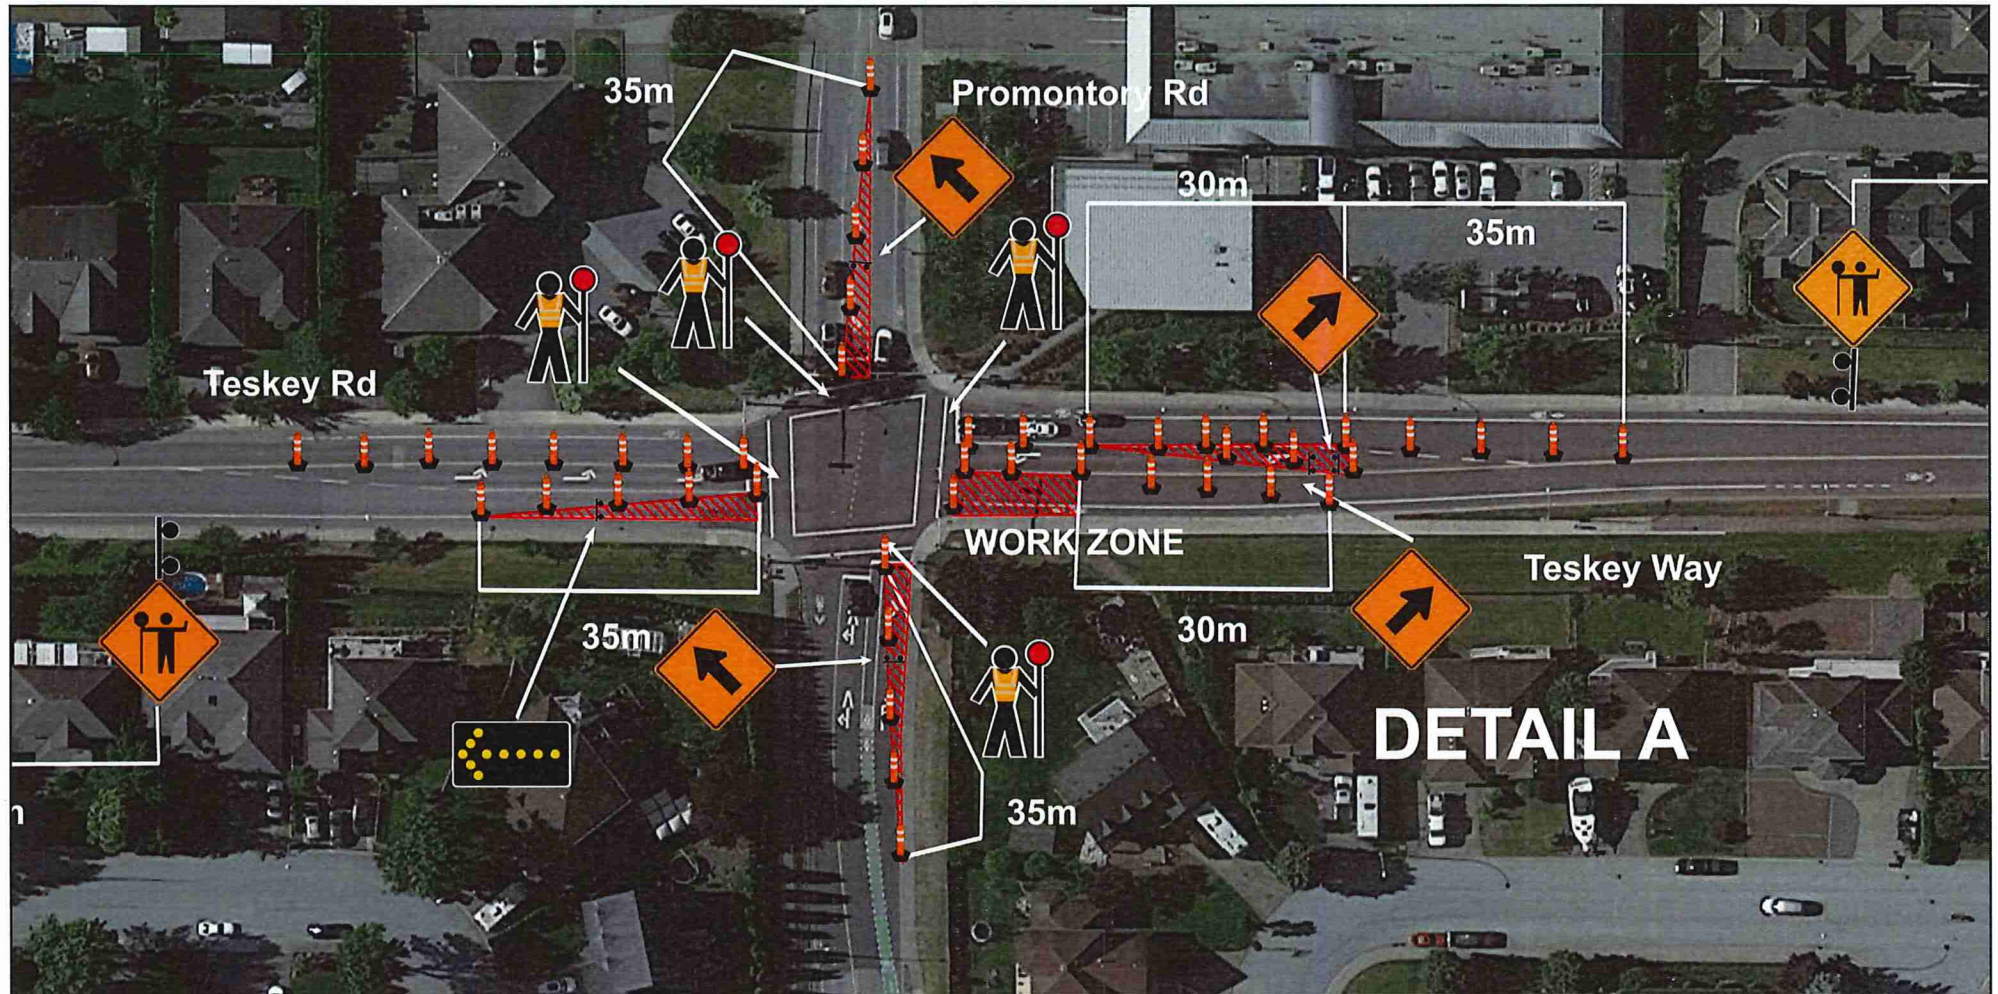 35m
Promontory Rd
30m
35m
Teskey Rd
WORK ZONE
Teskey Way
35m
30m
DETAIL A
35m